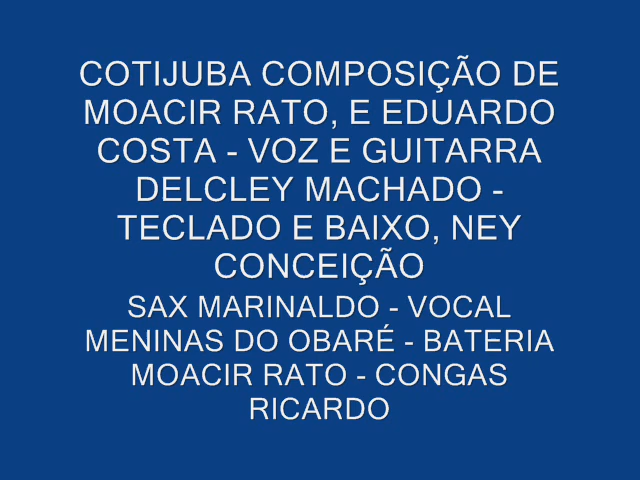 COTIJUBA COMPOSIÇÃO DE
MOACIR RATO, E EDUARDO
COSTA - VOZ E GUITARRA
DELCLEY MACHADO -
TECLADO E BAIXO, NEY
CONCEIÇÃO
SAX MARINALDO - VOCAL
MENINAS DO OBARÉ - BATERIA
MOACIR RATO - CONGAS
RICARDO